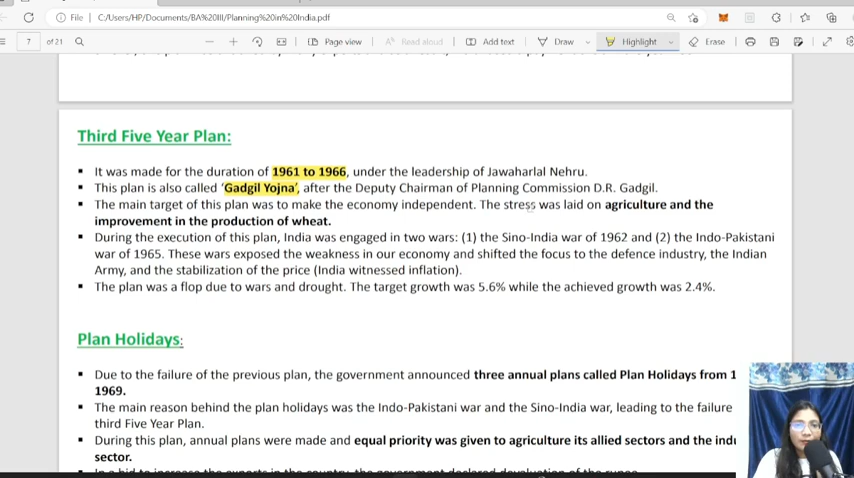 File C:/Users/HP/Documents/BA%20III/Planning%20in%20India.pdf
7 of 21 Page view Read aloud Add text Draw Highlight Erase
Third Five Year Plan:
▪ It was made for the duration of 1961 to 1966, under the leadership of Jawaharlal Nehru.
▪ This plan is also called ‘Gadgil Yojna’, after the Deputy Chairman of Planning Commission D.R. Gadgil.
▪ The main target of this plan was to make the economy independent. The stress was laid on agriculture and the
improvement in the production of wheat.
▪ During the execution of this plan, India was engaged in two wars: (1) the Sino-India war of 1962 and (2) the Indo-Pakistani
war of 1965. These wars exposed the weakness in our economy and shifted the focus to the defence industry, the Indian
Army, and the stabilization of the price (India witnessed inflation).
▪ The plan was a flop due to wars and drought. The target growth was 5.6% while the achieved growth was 2.4%.
Plan Holidays:
▪ Due to the failure of the previous plan, the government announced three annual plans called Plan Holidays from 1
1969.
▪ The main reason behind the plan holidays was the Indo-Pakistani war and the Sino-India war, leading to the failure
third Five Year Plan.
▪ During this plan, annual plans were made and equal priority was given to agriculture its allied sectors and the indu
sector.